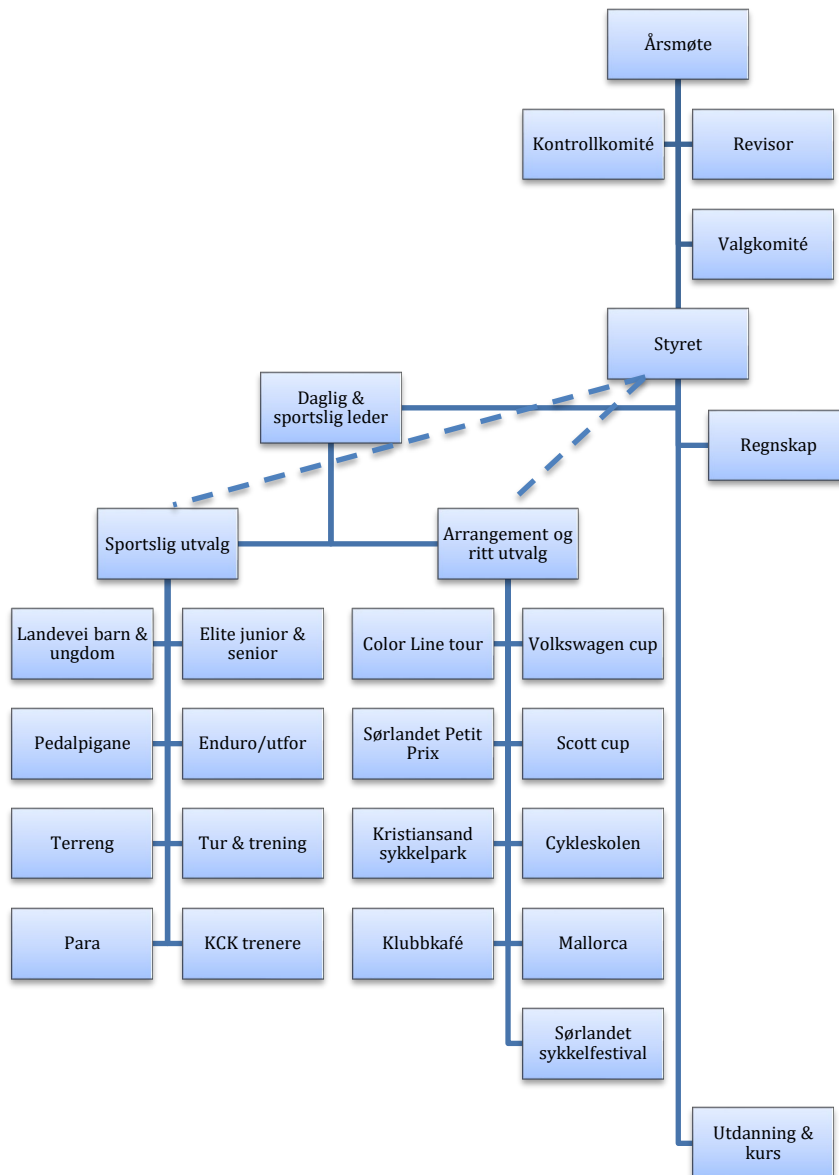 Årsmøte
Kontrollkomité
Revisor
Valgkomité
Styret
Daglig &
sportslig leder
Regnskap
Sportslig utvalg
Arrangement og
ritt utvalg
Landevei barn &
ungdom
Elite junior &
senior
Color Line tour
Volkswagen cup
Pedalpigane
Enduro/utfor
Sørlandet Petit
Prix
Scott cup
Terreng
Tur & trening
Kristiansand
sykkelpark
Cykleskolen
Para
KCK trenere
Klubbkafé
Mallorca
Sørlandet
sykkelfestival
Utdanning &
kurs